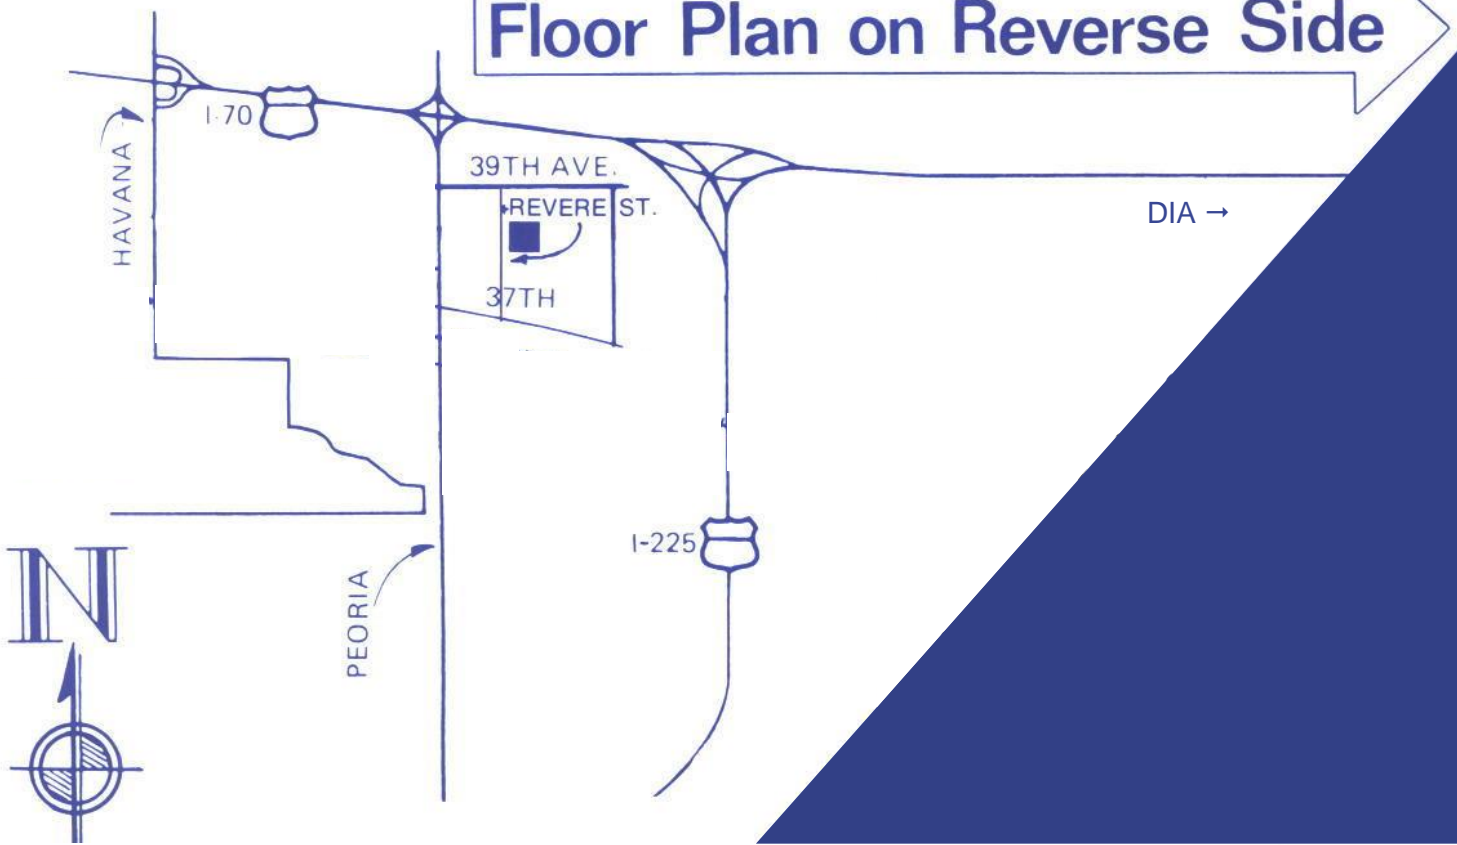 Floor Plan on Reverse Side
I-70
HAVANA
39TH AVE.
REVERE ST.
DIA →
37TH
I-225
PEORIA
N